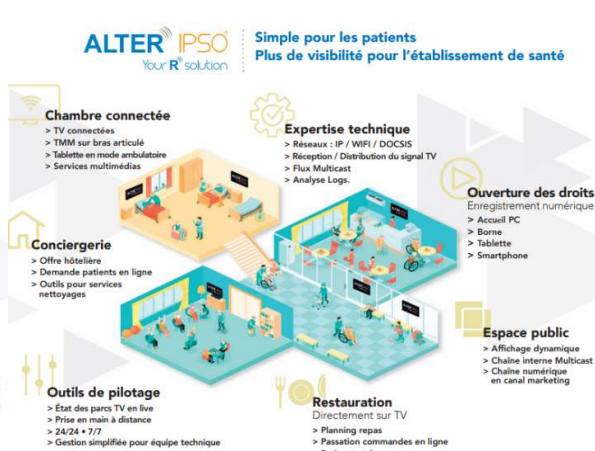 ALTER® IPSO
Your R® solution
Simple pour les patients
Plus de visibilité pour l'établissement de santé
Chambre connectée
> TV connectées
> TMM sur bras articulé
> Tablette en mode ambulatoire
> Services multimédias
Expertise technique
> Réseaux : IP / WIFI / DOCSIS
> Réception / Distribution du signal TV
> Flux Multicast
> Analyse Logs.
Ouverture des droits
Enregistrement numérique
> Accueil PC
> Borne
> Tablette
> Smartphone
Conciergerie
> Offre hôtelière
> Demande patients en ligne
> Outils pour services
nettoyages
Espace public
> Affichage dynamique
> Chaîne interne Multicast
> Chaîne numérique
en canal marketing
Outils de pilotage
> État des parcs TV en live
> Prise en main à distance
> 24/24 • 7/7
> Gestion simplifiée pour équipe technique
Restauration
Directement sur TV
> Planning repas
> Passation commandes en ligne